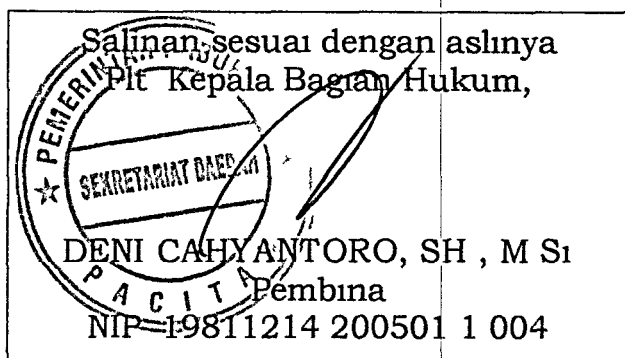 Salinan sesuai dengan aslinya
Plt Kepala Bagian Hukum,
SEKRETARIAT DAERAH
DENI CAHYANTORO, SH , M Si
Pembina
PACITA
NIP 19811214 200501 1 004